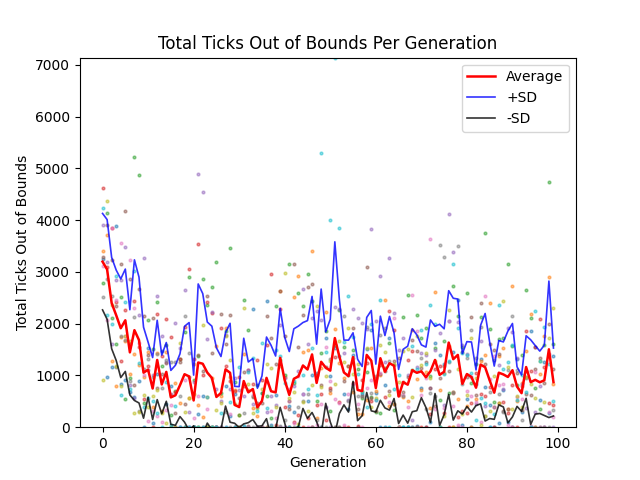 Total Ticks Out of Bounds Per Generation
Total Ticks Out of Bounds
7000
6000
5000
4000
3000
2000
1000
0
Average
+SD
-SD
0 20 40 60 80 100
Generation